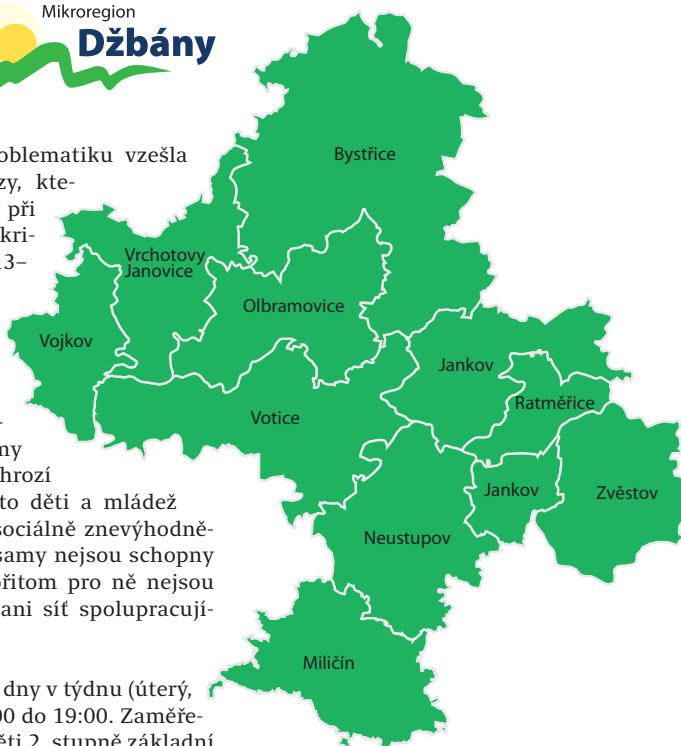 Mikroregion
Džbány
oblematiku vzešla
zy, kte-
při
kri-
13–
-
my
hrozí
to děti a mládež
sociálně znevýhodně-
samy nejsou schopny
přitom pro ně nejsou
ani síť spolupracují-
dny v týdnu (úterý,
00 do 19:00. Zaměře-
ěti 2. stupně základní
Bystřice
Vrchotovy
Janovice
Olbramovice
Vojkov
Jankov
Ratměřice
Votice
Jankov
Zvěstov
Neustupov
Miličín